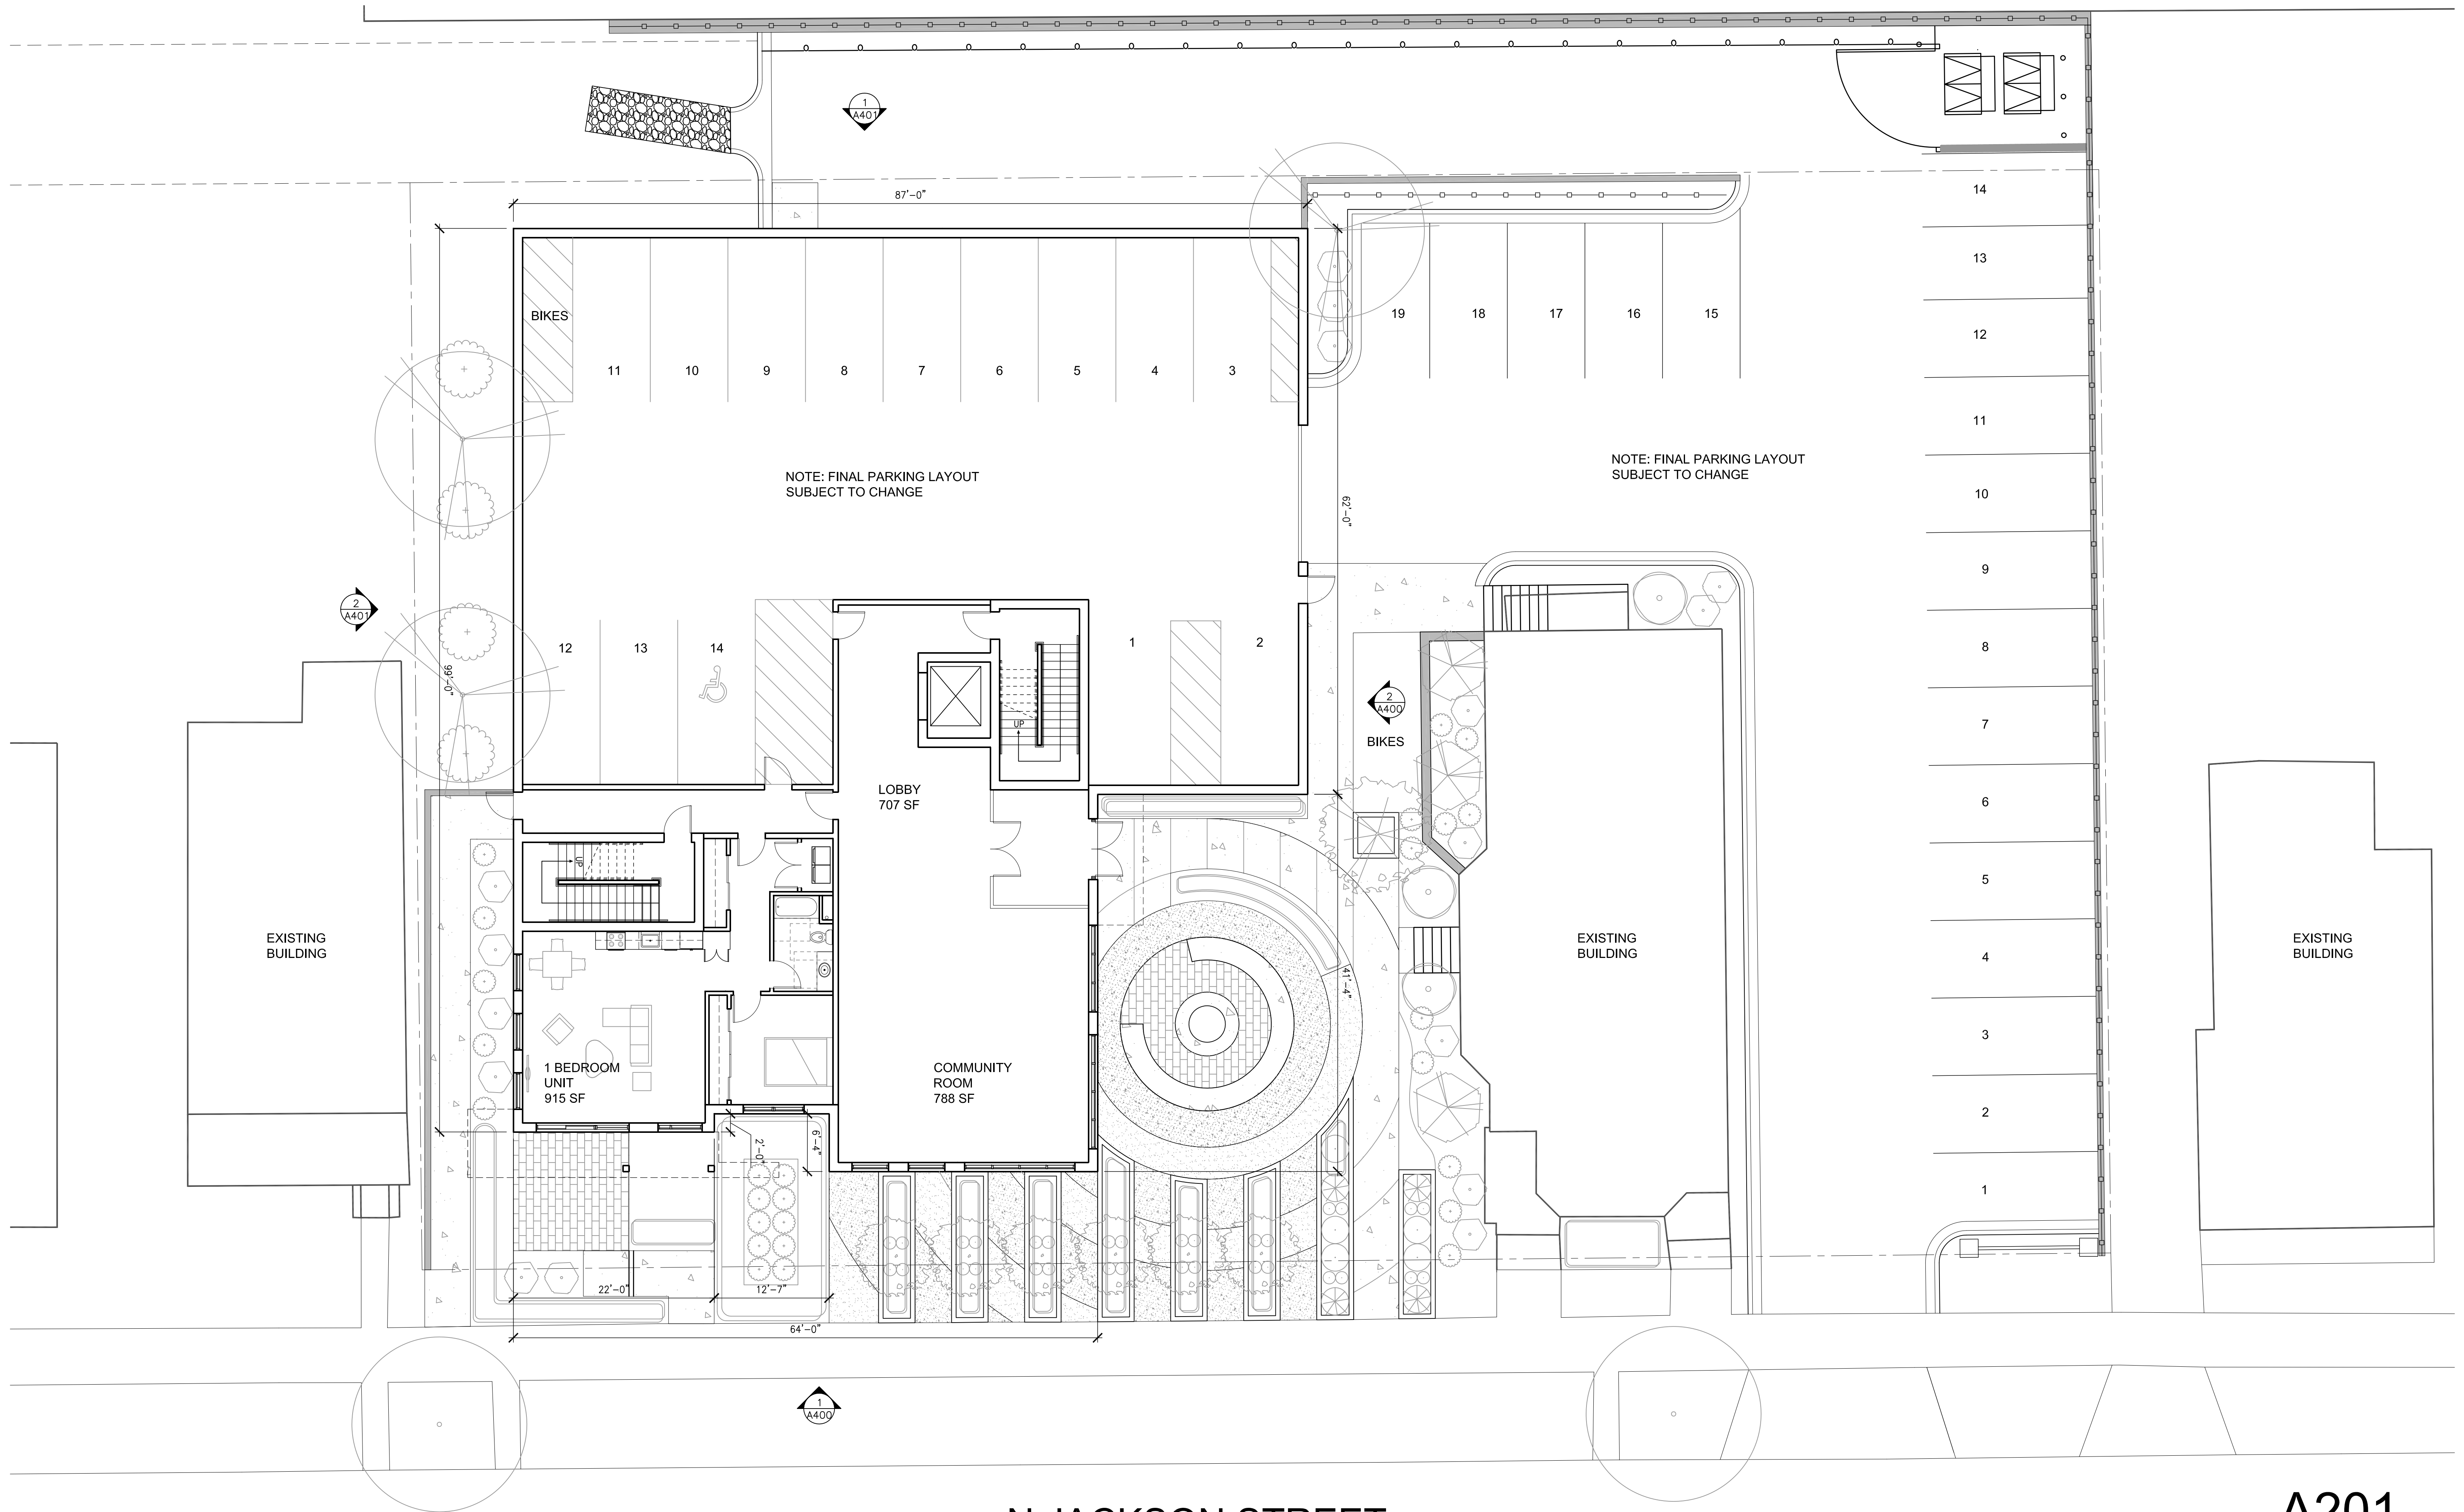 1
A401
87'-0"
14
13
12
11
10
9
8
7
6
5
4
3
2
1
BIKES
11
10
9
8
7
6
5
4
3
19
18
17
16
15
NOTE: FINAL PARKING LAYOUT
SUBJECT TO CHANGE
NOTE: FINAL PARKING LAYOUT
SUBJECT TO CHANGE
62'-0"
2
A401
99'-0"
12
13
14
1
2
UP
2
A400
BIKES
LOBBY
707 SF
UP
EXISTING
BUILDING
EXISTING
BUILDING
EXISTING
BUILDING
41'-4"
1 BEDROOM
UNIT
915 SF
COMMUNITY
ROOM
788 SF
2'-0"
6'-4"
22'-0"
12'-7"
64'-0"
1
A400
N JACKSON STREET
A201